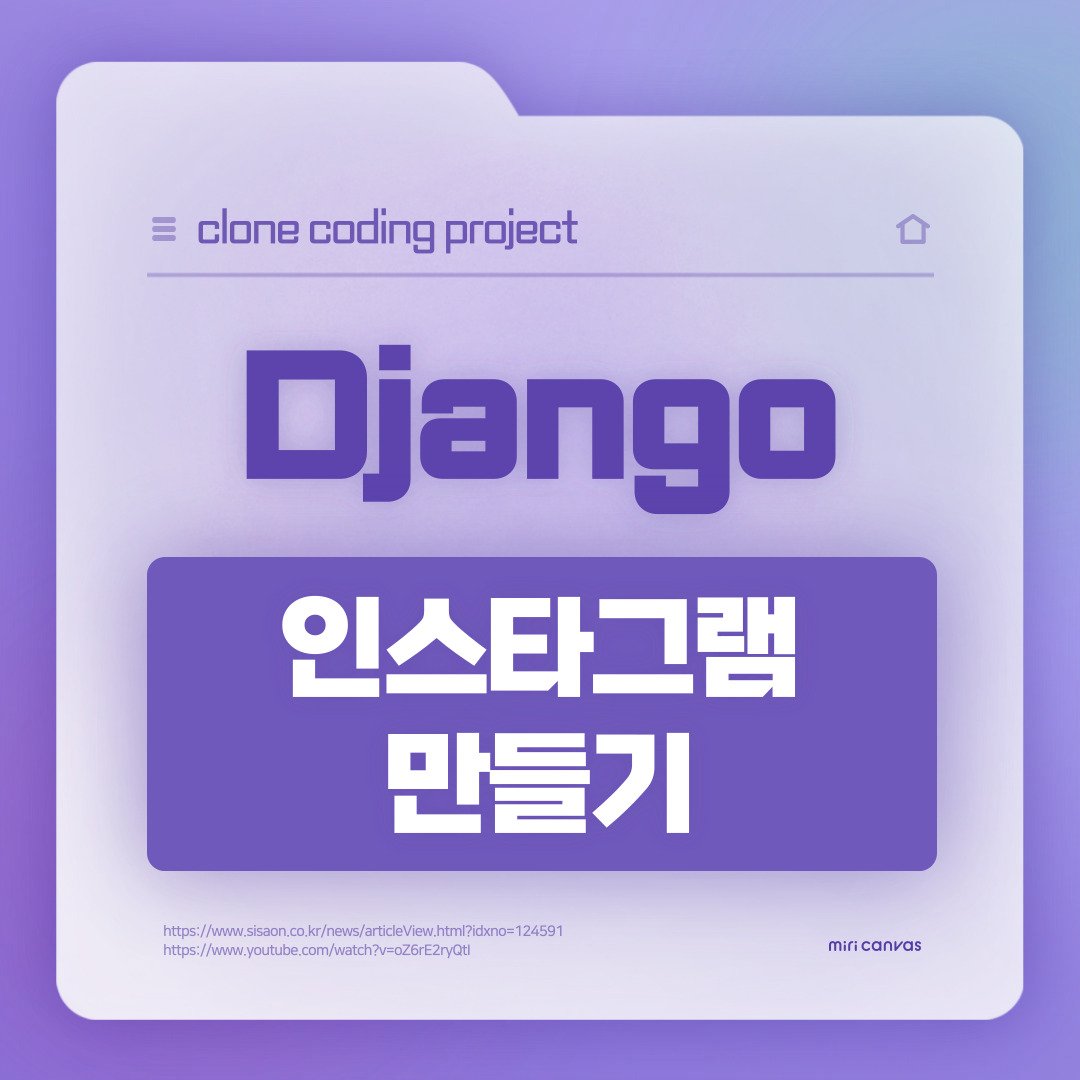 clone coding project
Django
인스타그램
만들기
https://www.sisaon.co.kr/news/articleView.html?idxno=124591
https://www.youtube.com/watch?v=oZ6rE2ryQtI
miri canvas